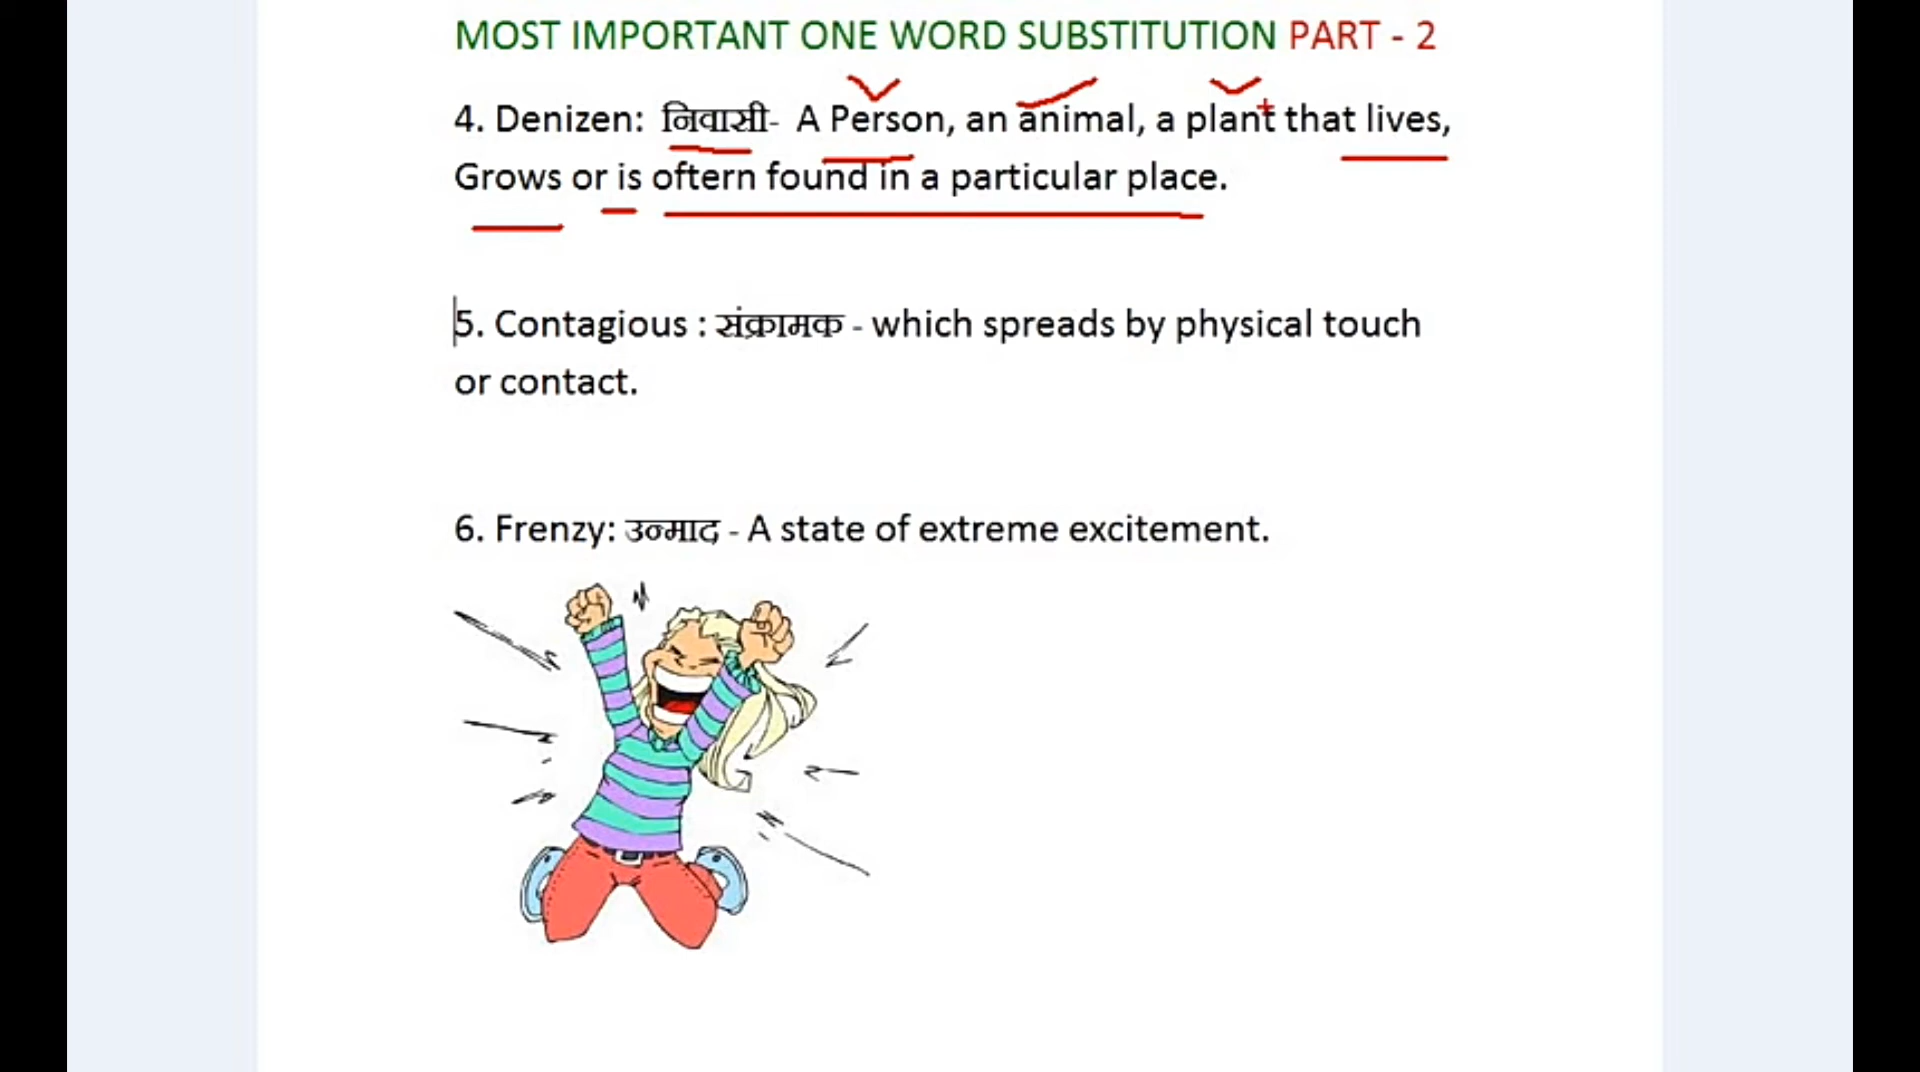 MOST IMPORTANT ONE WORD SUBSTITUTION PART - 2
4. Denizen: निवासी- A Person, an animal, a plant that lives,
Grows or is oftern found in a particular place.
5. Contagious : संक्रामक - which spreads by physical touch
or contact.
6. Frenzy: उन्माद - A state of extreme excitement.